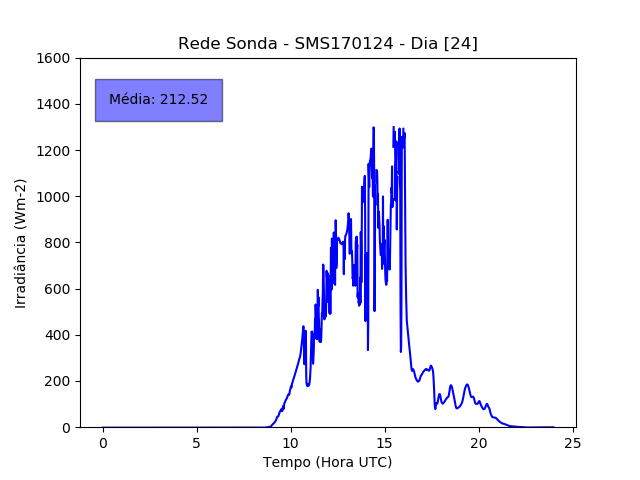 Rede Sonda - SMS170124 - Dia [24]
1600
1400
1200
1000
800
600
400
200
0
Média: 212.52
Irradiância (Wm-2)
0 5 10 15 20 25
Tempo (Hora UTC)